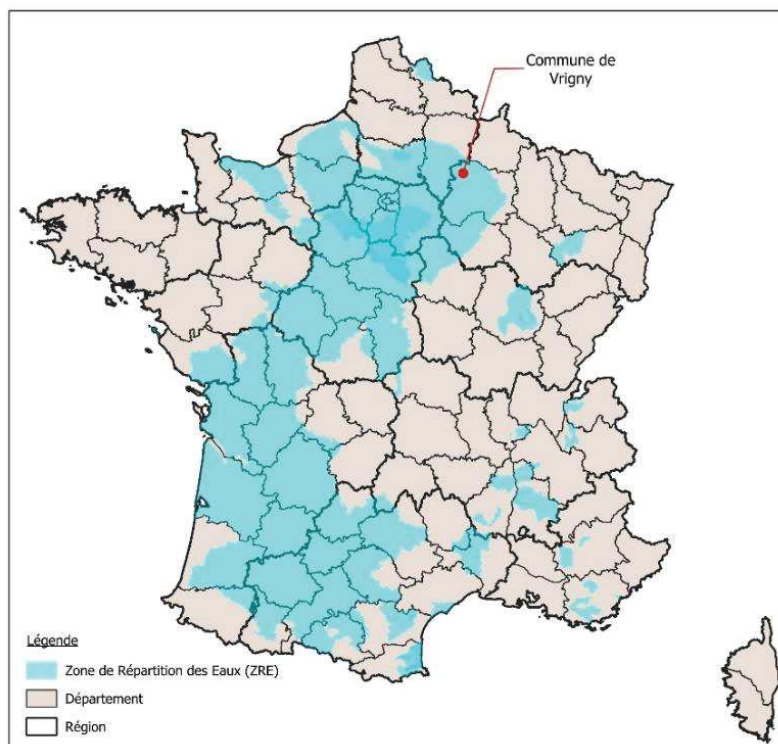 Commune de
Vrigny
Légende
Zone de Répartition des Eaux (ZRE)
Département
Région